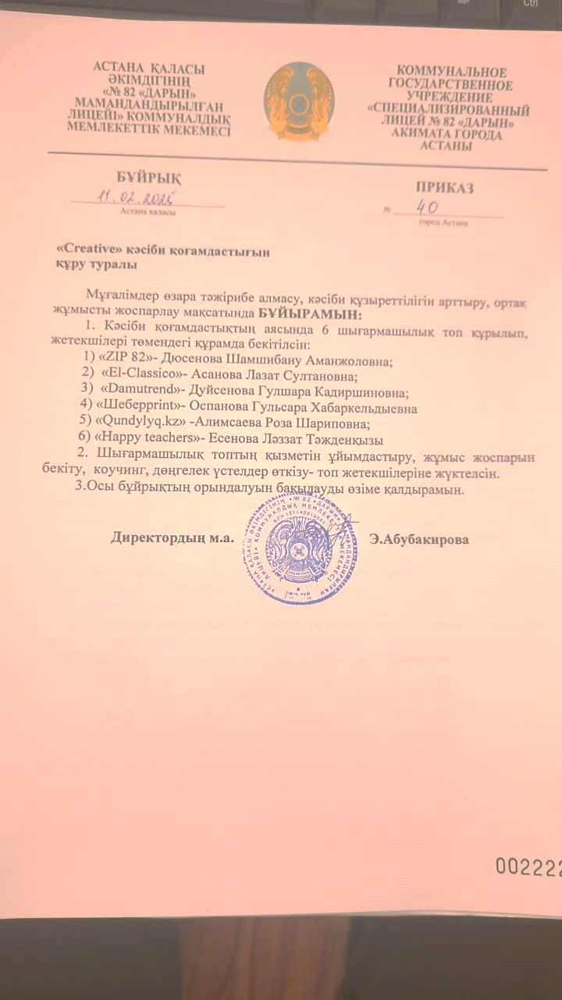 Ctrl
АСТАНА ҚАЛАСЫ
ӘКІМДІГІНІҢ
«№ 82 «ДАРЫН»
МАМАНДАНДЫРЫЛҒАН
ЛИЦЕЙІ» КОММУНАЛДЫҚ
МЕМЛЕКЕТТІК МЕКЕМЕСІ
КОММУНАЛЬНОЕ
ГОСУДАРСТВЕННОЕ
УЧРЕЖДЕНИЕ
«СПЕЦИАЛИЗИРОВАННЫЙ
ЛИЦЕЙ № 82 «ДАРЫН»
АКИМАТА ГОРОДА
АСТАНЫ
БҰЙРЫҚ
11.02.2025
Астана қаласы
ПРИКАЗ
№ 40
город Астана
«Creative» кәсіби қоғамдастығын
құру туралы
Мұғалімдер өзара тәжірибе алмасу, кәсіби құзыреттілігін арттыру, ортақ
жұмысты жоспарлау мақсатында БҰЙЫРАМЫН:
1. Кәсіби қоғамдастықтың аясында 6 шығармашылық топ құрылып,
жетекшілері төмендегі құрамда бекітілсін:
1) «ZIP 82»- Дюсенова Шамшибану Аманжоловна;
2) «El-Classico»- Асанова Лазат Султановна;
3) «Damutrend»- Дуйсенова Гулшара Кадиршиновна;
4) «Шеберprint»- Оспанова Гульсара Хабаркельдыевна
5) «Qundylyq.kz» -Алимсаева Роза Шариповна;
6) «Happy teachers»- Есенова Ләззат Тәжденқызы
2. Шығармашылық топтың қызметін ұйымдастыру, жұмыс жоспарын
бекіту, коучинг, дөңгелек үстелдер өткізу- топ жетекшілеріне жүктелсін.
3.Осы бұйрықтың орындалуын бақылауды өзіме қалдырамын.
Директордың м.а.
Э.Абубакирова
002222